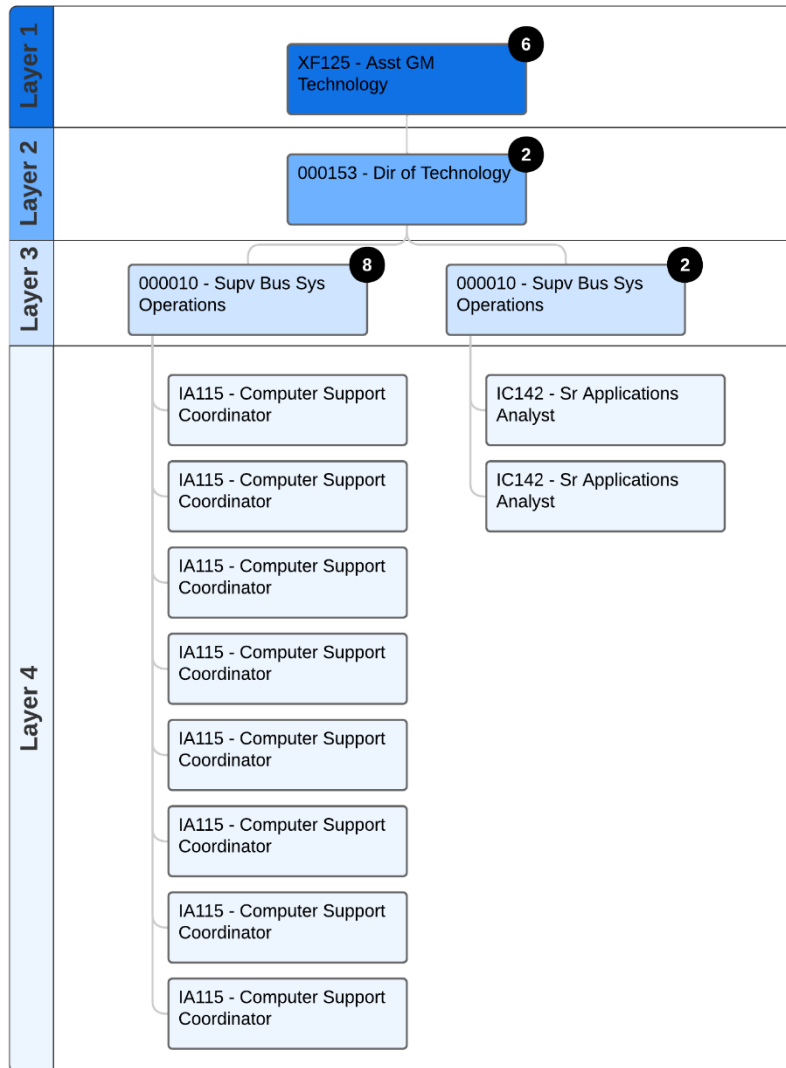 Layer 1
6
XF125 - Asst GM
Technology
Layer 2
2
000153 - Dir of Technology
Layer 3
8
000010 - Supv Bus Sys
Operations
2
000010 - Supv Bus Sys
Operations
Layer 4
IA115 - Computer Support
Coordinator
IC142 - Sr Applications
Analyst
IA115 - Computer Support
Coordinator
IC142 - Sr Applications
Analyst
IA115 - Computer Support
Coordinator
IA115 - Computer Support
Coordinator
IA115 - Computer Support
Coordinator
IA115 - Computer Support
Coordinator
IA115 - Computer Support
Coordinator
IA115 - Computer Support
Coordinator